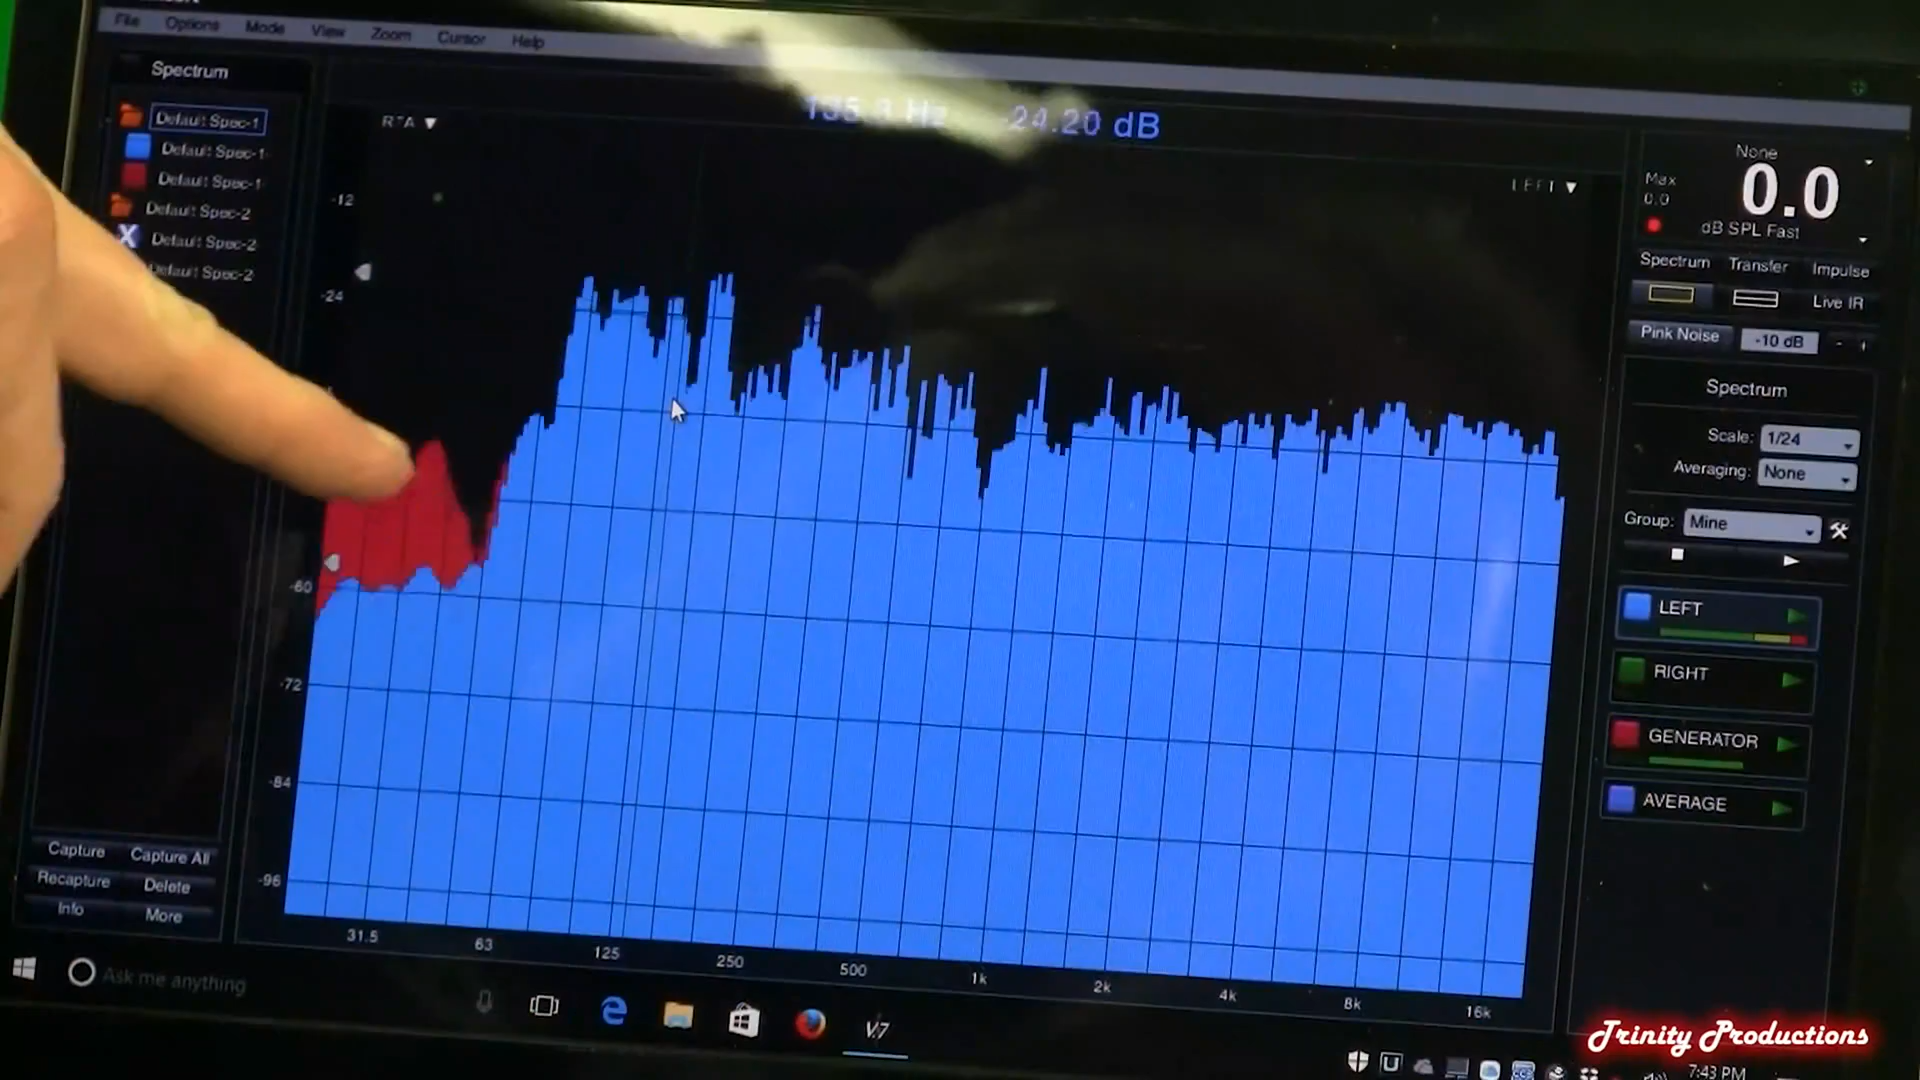 File Options Mode View Zoom Cursor Help
Spectrum
Default Spec-1
Default Spec-1
Default Spec-1
Default Spec-2
Default Spec-2
Default Spec-2
RTA
135.3 Hz -24.20 dB
LEFT
-12
-24
-60
-72
-84
-96
31.5 63 125 250 500 1k 2k 4k 8k 16k
None
Max
0.0
0.0
dB SPL Fast
Spectrum Transfer Impulse
Live IR
Pink Noise -10 dB - +
Spectrum
Scale: 1/24
Averaging: None
Group: Mine
LEFT
RIGHT
GENERATOR
AVERAGE
Capture Capture All
Recapture Delete
Info More
Ask me anything
V7
Trinity Productions
7:43 PM